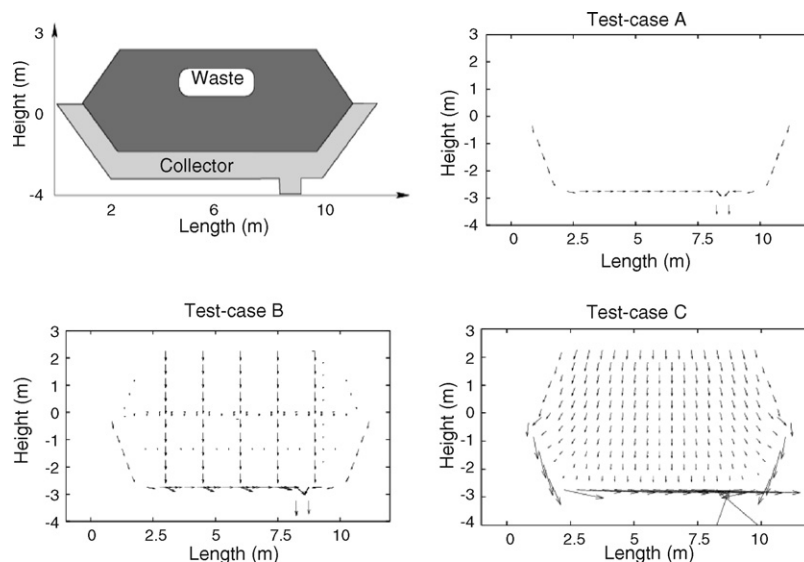 3
0
-4
Height (m)
Waste
Collector
2 6 10
Length (m)
Test-case A
3
2
1
0
-1
-2
-3
-4
Height (m)
0 2.5 5 7.5 10
Length (m)
Test-case B
3
2
1
0
-1
-2
-3
-4
Height (m)
0 2.5 5 7.5 10
Length (m)
Test-case C
3
2
1
0
-1
-2
-3
-4
Height (m)
0 2.5 5 7.5 10
Length (m)